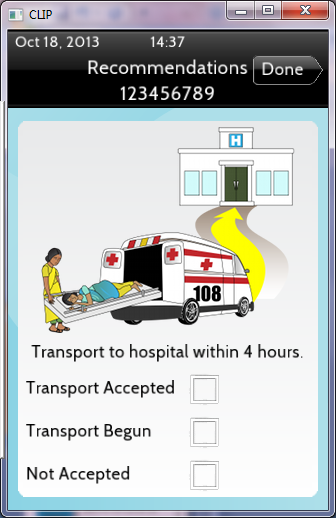 CLIP
Oct 18, 2013 14:37
Recommendations Done
123456789
H
108
Transport to hospital within 4 hours.
Transport Accepted
Transport Begun
Not Accepted